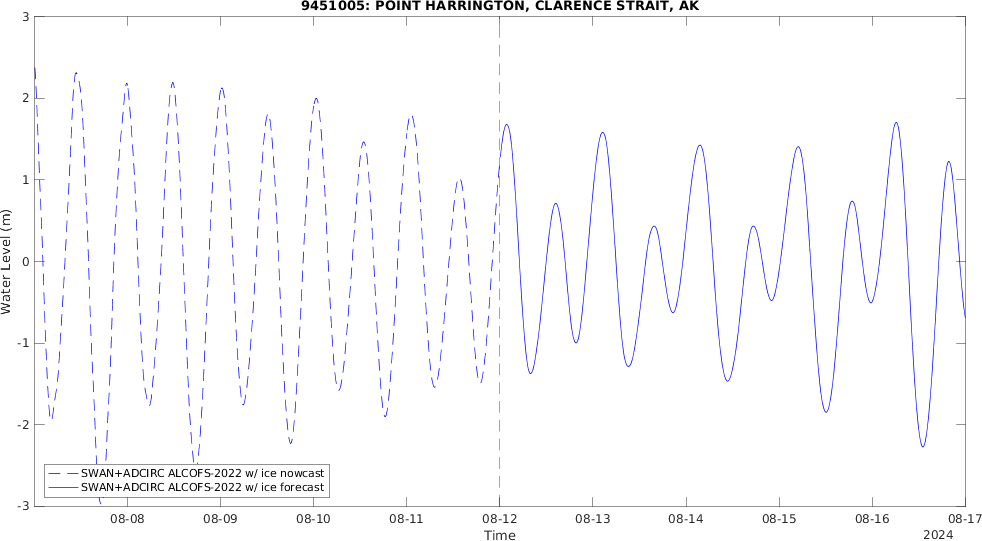 9451005: POINT HARRINGTON, CLARENCE STRAIT, AK
3
2
1
0
-1
-2
-3
Water Level (m)
SWAN+ADCIRC ALCOFS-2022 w/ ice nowcast
SWAN+ADCIRC ALCOFS-2022 w/ ice forecast
08-08 08-09 08-10 08-11 08-12 08-13 08-14 08-15 08-16 08-17
Time
2024